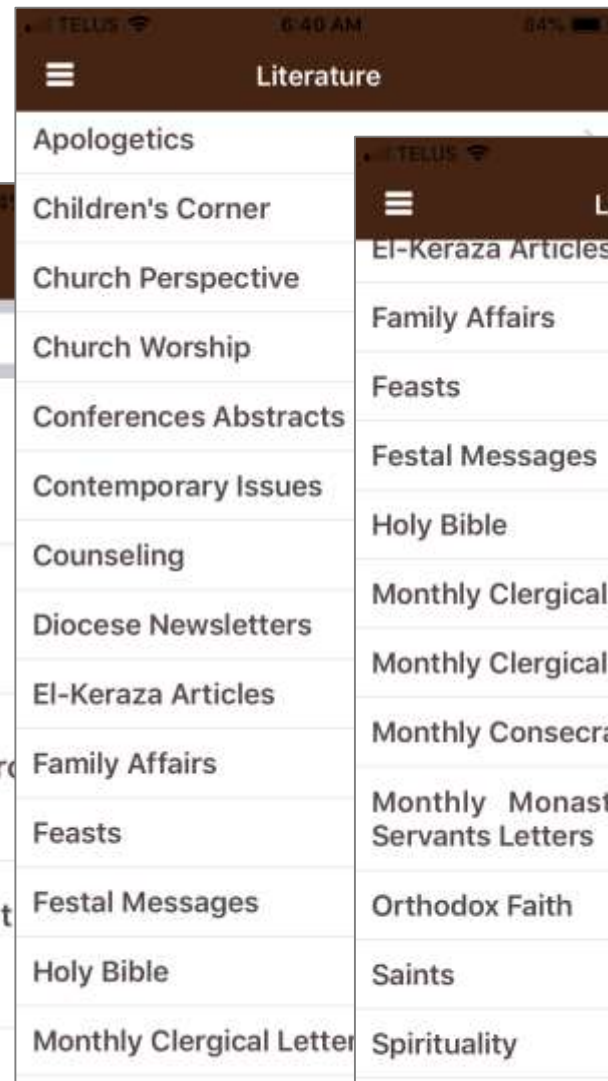 TELUS
6:40 AM
84%
Literature
Apologetics
Children's Corner
Church Perspective
Church Worship
Conferences Abstracts
Contemporary Issues
Counseling
Diocese Newsletters
El-Keraza Articles
Family Affairs
Feasts
Festal Messages
Holy Bible
Monthly Clergical Letter
TELUS
L
El-Keraza Articles
Family Affairs
Feasts
Festal Messages
Holy Bible
Monthly Clergical
Monthly Clergical
Monthly Consecra
Monthly Monast
Servants Letters
Orthodox Faith
Saints
Spirituality